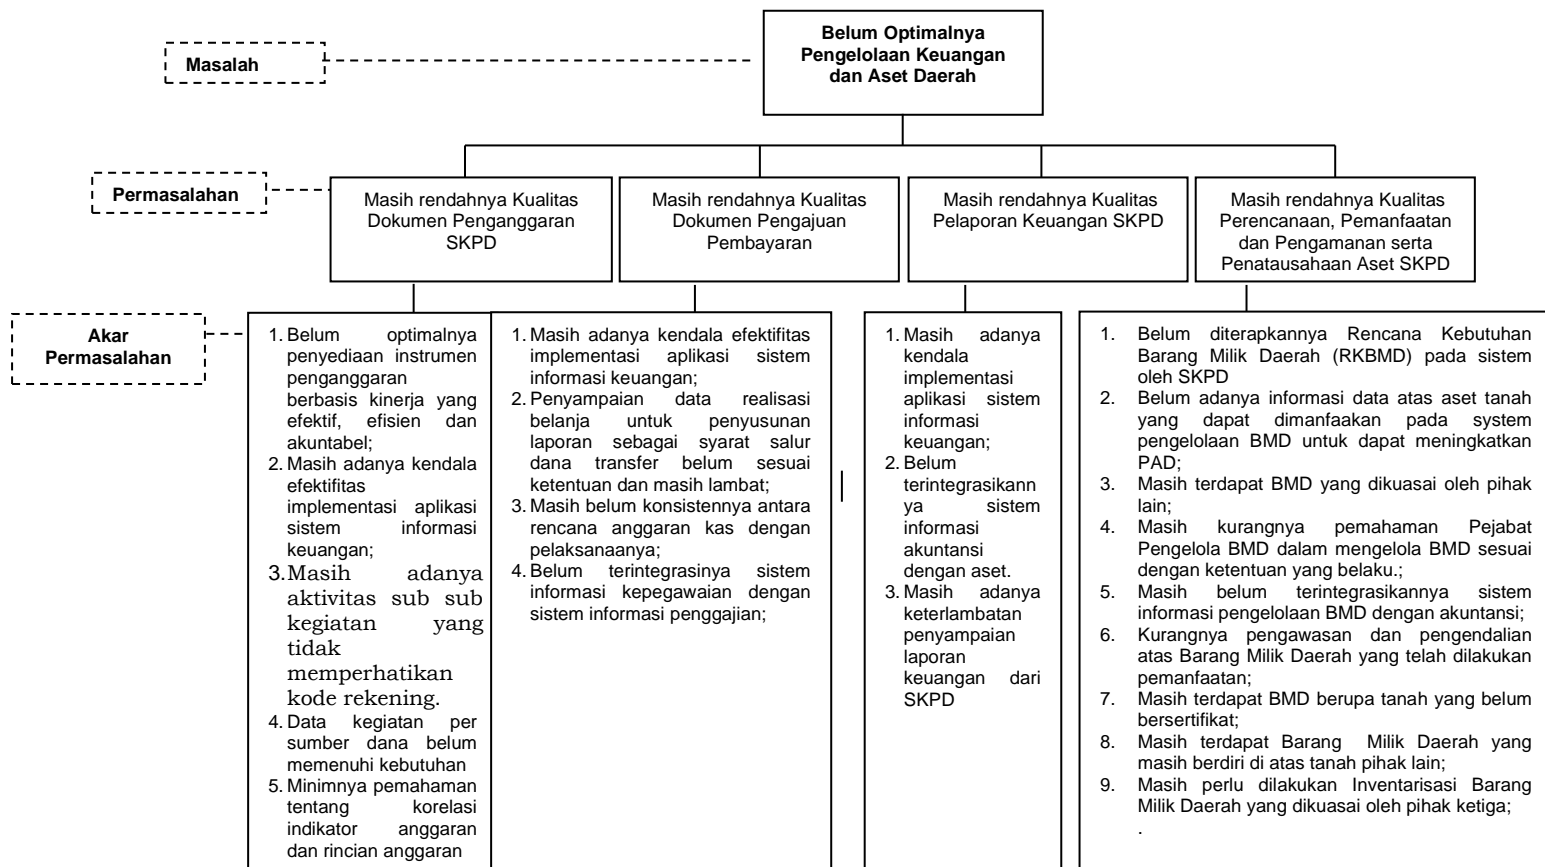 Belum Optimalnya
Pengelolaan Keuangan
dan Aset Daerah
Masalah
Permasalahan
Masih rendahnya Kualitas
Dokumen Penganggaran
SKPD
Masih rendahnya Kualitas
Dokumen Pengajuan
Pembayaran
Masih rendahnya Kualitas
Pelaporan Keuangan SKPD
Masih rendahnya Kualitas
Perencanaan, Pemanfaatan
dan Pengamanan serta
Penatausahaan Aset SKPD
Akar
Permasalahan
1. Belum optimalnya
penyediaan instrumen
penganggaran
berbasis kinerja yang
efektif, efisien dan
akuntabel;
2. Masih adanya kendala
efektifitas
implementasi aplikasi
sistem informasi
keuangan;
3. Masih adanya
aktivitas sub sub
kegiatan yang
tidak
memperhatikan
kode rekening.
4. Data kegiatan per
sumber dana belum
memenuhi kebutuhan
5. Minimnya pemahaman
tentang korelasi
indikator anggaran
dan rincian anggaran
1. Masih adanya kendala efektifitas
implementasi aplikasi sistem
informasi keuangan;
2. Penyampaian data realisasi
belanja untuk penyusunan
laporan sebagai syarat salur
dana transfer belum sesuai
ketentuan dan masih lambat;
3. Masih belum konsistennya antara
rencana anggaran kas dengan
pelaksanaanya;
4. Belum terintegrasinya sistem
informasi kepegawaian dengan
sistem informasi penggajian;
1. Masih adanya
kendala
implementasi
aplikasi sistem
informasi
keuangan;
2. Belum
terintegrasikann
ya sistem
informasi
akuntansi
dengan aset.
3. Masih adanya
keterlambatan
penyampaian
laporan
keuangan dari
SKPD
1. Belum diterapkannya Rencana Kebutuhan
Barang Milik Daerah (RKBMD) pada sistem
oleh SKPD
2. Belum adanya informasi data atas aset tanah
yang dapat dimanfaakan pada system
pengelolaan BMD untuk dapat meningkatkan
PAD;
3. Masih terdapat BMD yang dikuasai oleh pihak
lain;
4. Masih kurangnya pemahaman Pejabat
Pengelola BMD dalam mengelola BMD sesuai
dengan ketentuan yang belaku.;
5. Masih belum terintegrasikannya sistem
informasi pengelolaan BMD dengan akuntansi;
6. Kurangnya pengawasan dan pengendalian
atas Barang Milik Daerah yang telah dilakukan
pemanfaatan;
7. Masih terdapat BMD berupa tanah yang belum
bersertifikat;
8. Masih terdapat Barang Milik Daerah yang
masih berdiri di atas tanah pihak lain;
9. Masih perlu dilakukan Inventarisasi Barang
Milik Daerah yang dikuasai oleh pihak ketiga;
.